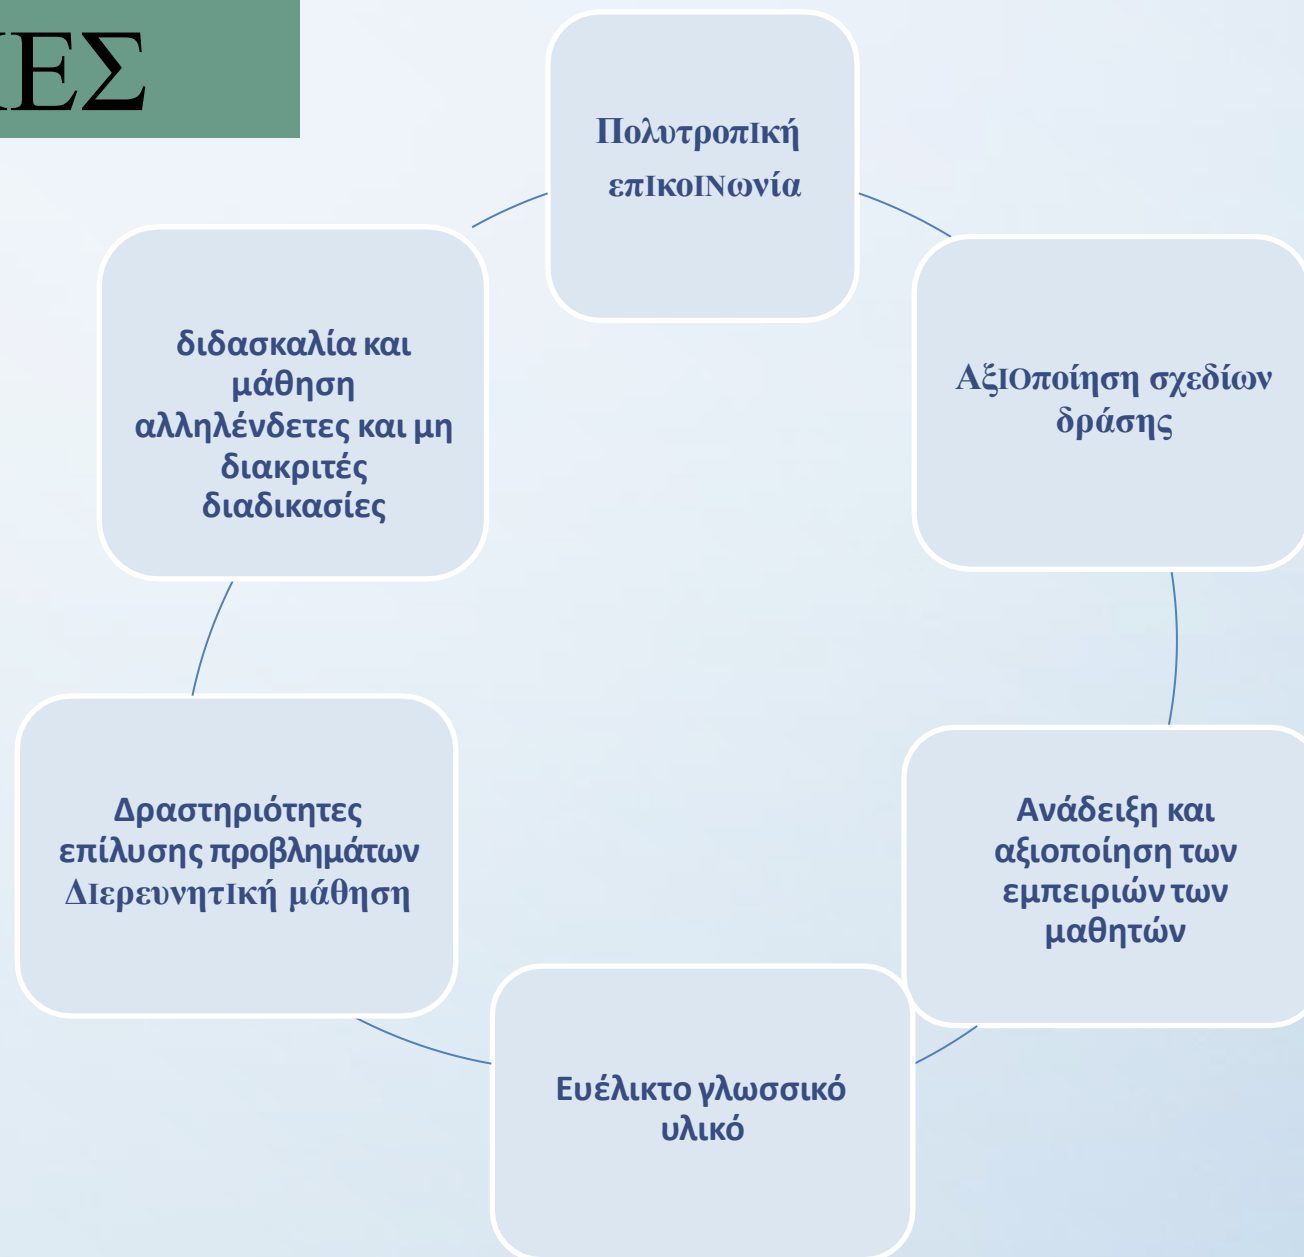 ΙΕΣ
ΠολυτροπΙκή
επΙκοΙΝωνία
ΑξΙΟποίηση σχεδίων
δράσης
Ανάδειξη και
αξιοποίηση των
εμπειριών των
μαθητών
Ευέλικτο γλωσσικό
υλικό
Δραστηριότητες
επίλυσης προβλημάτων
ΔΙερευνητΙκή μάθηση
διδασκαλία και
μάθηση
αλληλένδετες και μη
διακριτές
διαδικασίες